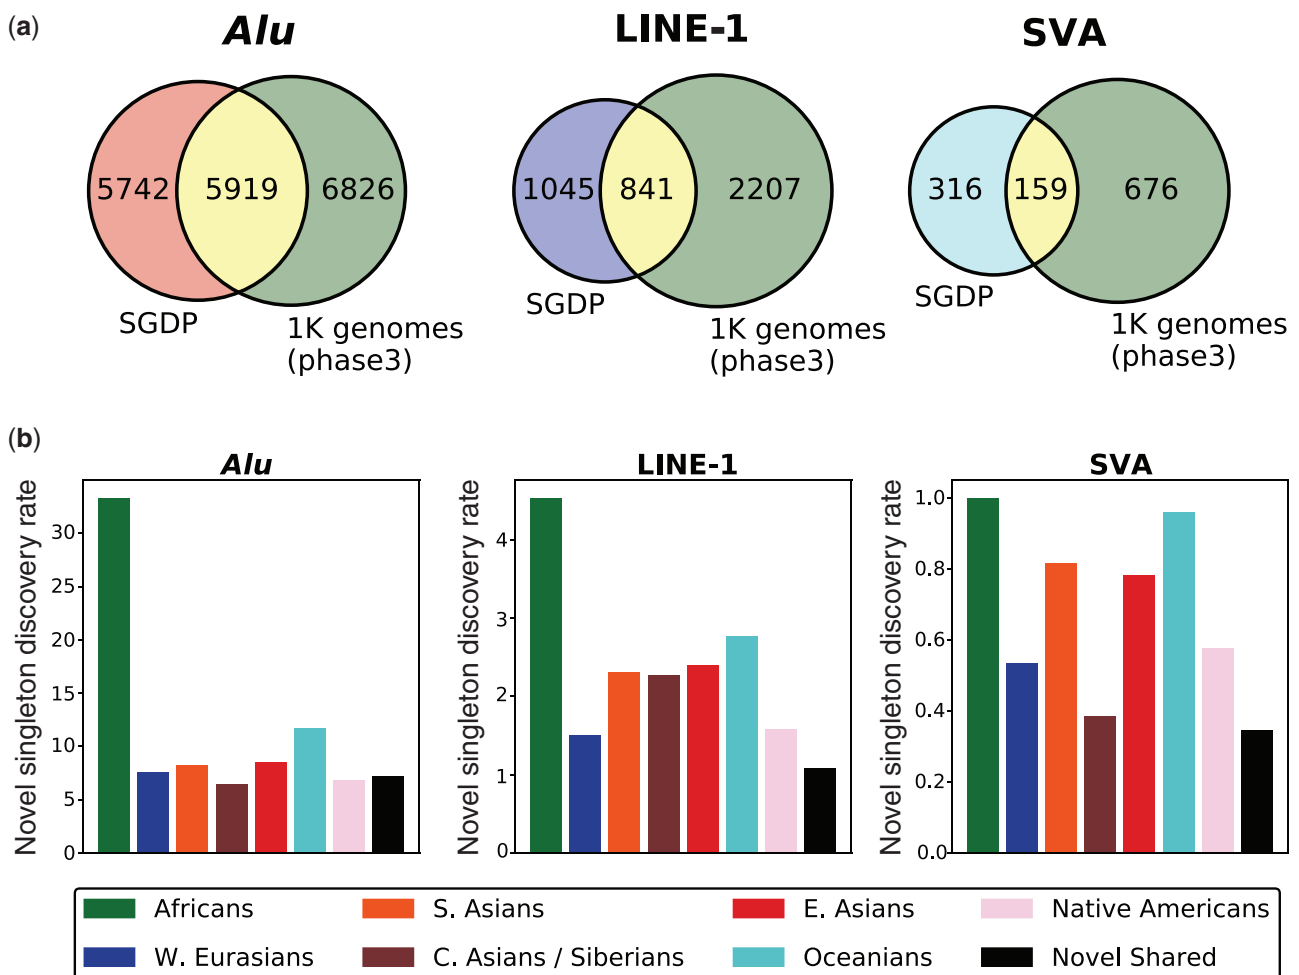 (a)
Alu
LINE-1
SVA
5742
5919
6826
1045
841
2207
316
159
676
SGDP
1K genomes
(phase3)
SGDP
1K genomes
(phase3)
SGDP
1K genomes
(phase3)
(b)
Alu
LINE-1
SVA
Novel singleton discovery rate
30
25
20
15
10
5
0
Novel singleton discovery rate
4
3
2
1
0
Novel singleton discovery rate
1.0
0.8
0.6
0.4
0.2
0.0
Africans
S. Asians
E. Asians
Native Americans
W. Eurasians
C. Asians / Siberians
Oceanians
Novel Shared